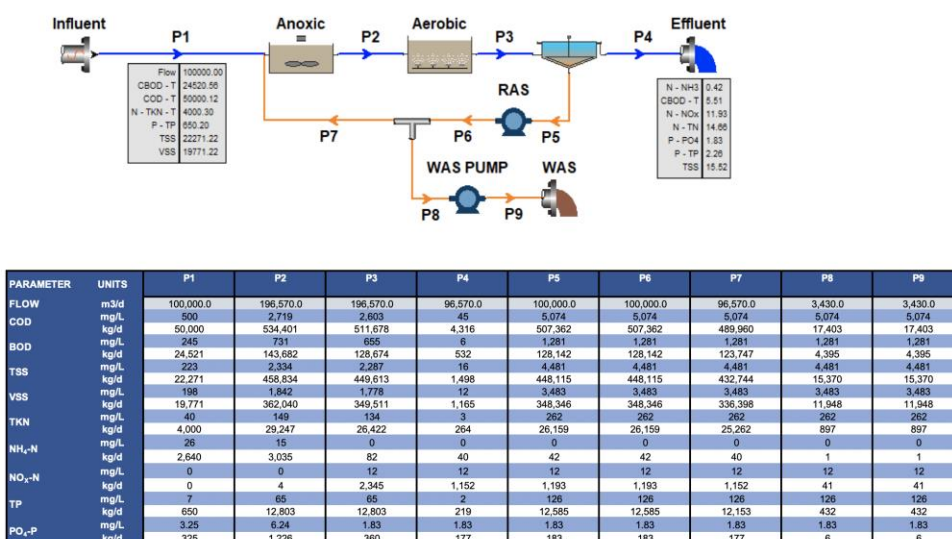 Influent
P1
Anoxic
P2
Aerobic
P3
P4
Effluent
Flow 100000.00
CBOD - T 24520.56
COD - T 50000.12
N - TKN - T 4000.30
P - TP 650.20
TSS 22271.22
VSS 19771.22
N - NH3 0.42
CBOD - T 5.51
N - NOx 11.93
N - TN 14.66
P - PO4 1.83
P - TP 2.26
TSS 15.52
RAS
P7
P6
P5
WAS PUMP
WAS
P8
P9
PARAMETER UNITS P1 P2 P3 P4 P5 P6 P7 P8 P9
FLOW m3/d 100,000.0 196,570.0 196,570.0 96,570.0 100,000.0 100,000.0 96,570.0 3,430.0 3,430.0
COD mg/L 500 2,719 2,603 45 5,074 5,074 5,074 5,074 5,074
kg/d 50,000 534,401 511,678 4,316 507,362 507,362 489,960 17,403 17,403
BOD mg/L 245 731 655 6 1,281 1,281 1,281 1,281 1,281
kg/d 24,521 143,682 128,674 532 128,142 128,142 123,747 4,395 4,395
TSS mg/L 223 2,334 2,287 16 4,481 4,481 4,481 4,481 4,481
kg/d 22,271 458,834 449,613 1,498 448,115 448,115 432,744 15,370 15,370
VSS mg/L 198 1,842 1,778 12 3,483 3,483 3,483 3,483 3,483
kg/d 19,771 362,040 349,511 1,165 348,346 348,346 336,398 11,948 11,948
TKN mg/L 40 149 134 3 262 262 262 262 262
kg/d 4,000 29,247 26,422 264 26,159 26,159 25,262 897 897
NH₄-N mg/L 26 15 0 0 0 0 0 0 0
kg/d 2,640 3,035 82 40 42 42 40 1 1
NOₓ-N mg/L 0 0 12 12 12 12 12 12 12
kg/d 0 4 2,345 1,152 1,193 1,193 1,152 41 41
TP mg/L 7 65 65 2 126 126 126 126 126
kg/d 650 12,803 12,803 219 12,585 12,585 12,153 432 432
PO₄-P mg/L 3.25 6.24 1.83 1.83 1.83 1.83 1.83 1.83 1.83
kg/d 325 1,226 360 177 183 183 177 6 6